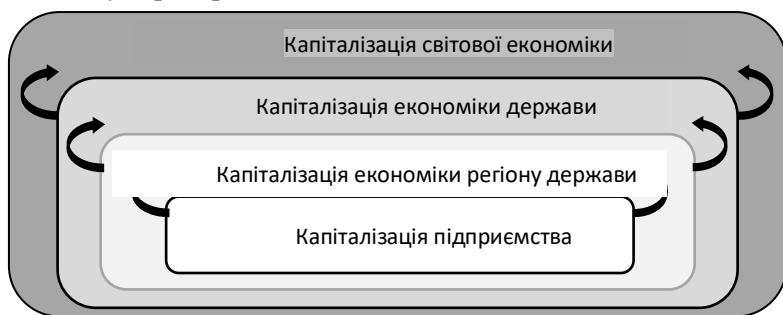 Капіталізація світової економіки
Капіталізація економіки держави
Капіталізація економіки регіону держави
Капіталізація підприємства